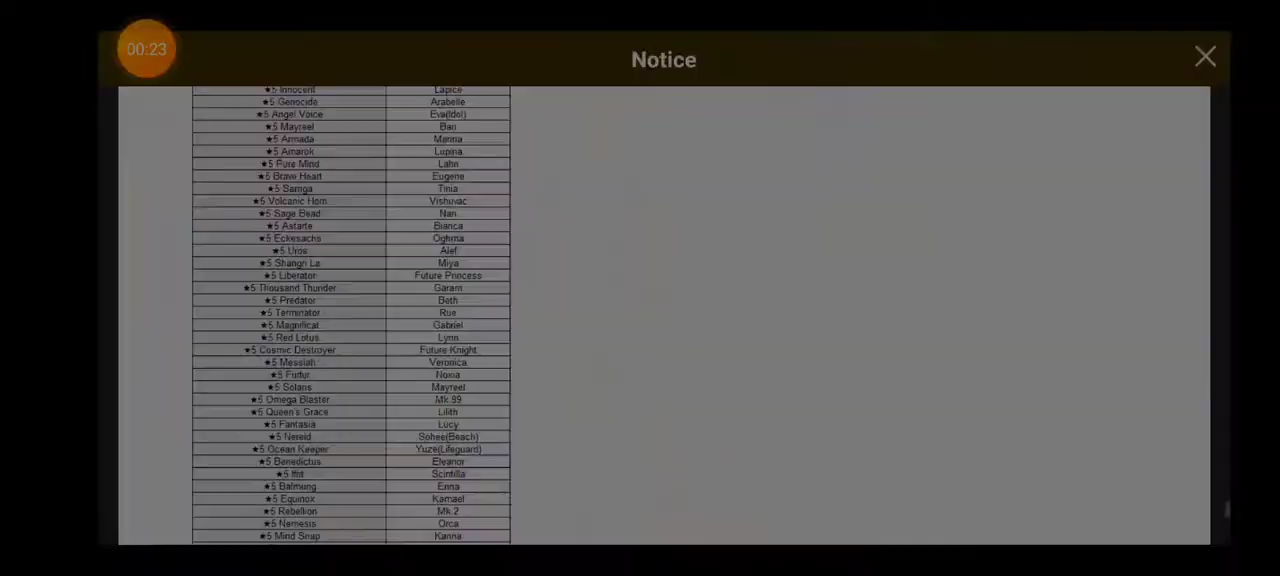 00:23
Notice
★5 Innocent Lapice
★5 Genocide Arabelle
★5 Angel Voice Eva(Idol)
★5 Mayreel Bari
★5 Armada Marina
★5 Amarok Lupina
★5 Pure Mind Lahn
★5 Brave Heart Eugene
★5 Sarnga Tinia
★5 Volcanic Horn Vishuvac
★5 Sage Bead Nari
★5 Astarte Bianca
★5 Eckesachs Oghma
★5 Uros Alef
★5 Shangri La Miya
★5 Liberator Future Princess
★5 Thousand Thunder Garam
★5 Predator Beth
★5 Terminator Rue
★5 Magnificat Gabriel
★5 Red Lotus Lynn
★5 Cosmic Destroyer Future Knight
★5 Messiah Veronica
★5 Furfur Noxia
★5 Solaris Mayreel
★5 Omega Blaster Mk.99
★5 Queen's Grace Lilith
★5 Fantasia Lucy
★5 Nereid Sohee(Beach)
★5 Ocean Keeper Yuze(Lifeguard)
★5 Benedictus Eleanor
★5 Ifrit Scintilla
★5 Balmung Erina
★5 Equinox Kamael
★5 Rebellion Mk.2
★5 Nemesis Orca
★5 Mind Snap Kanna